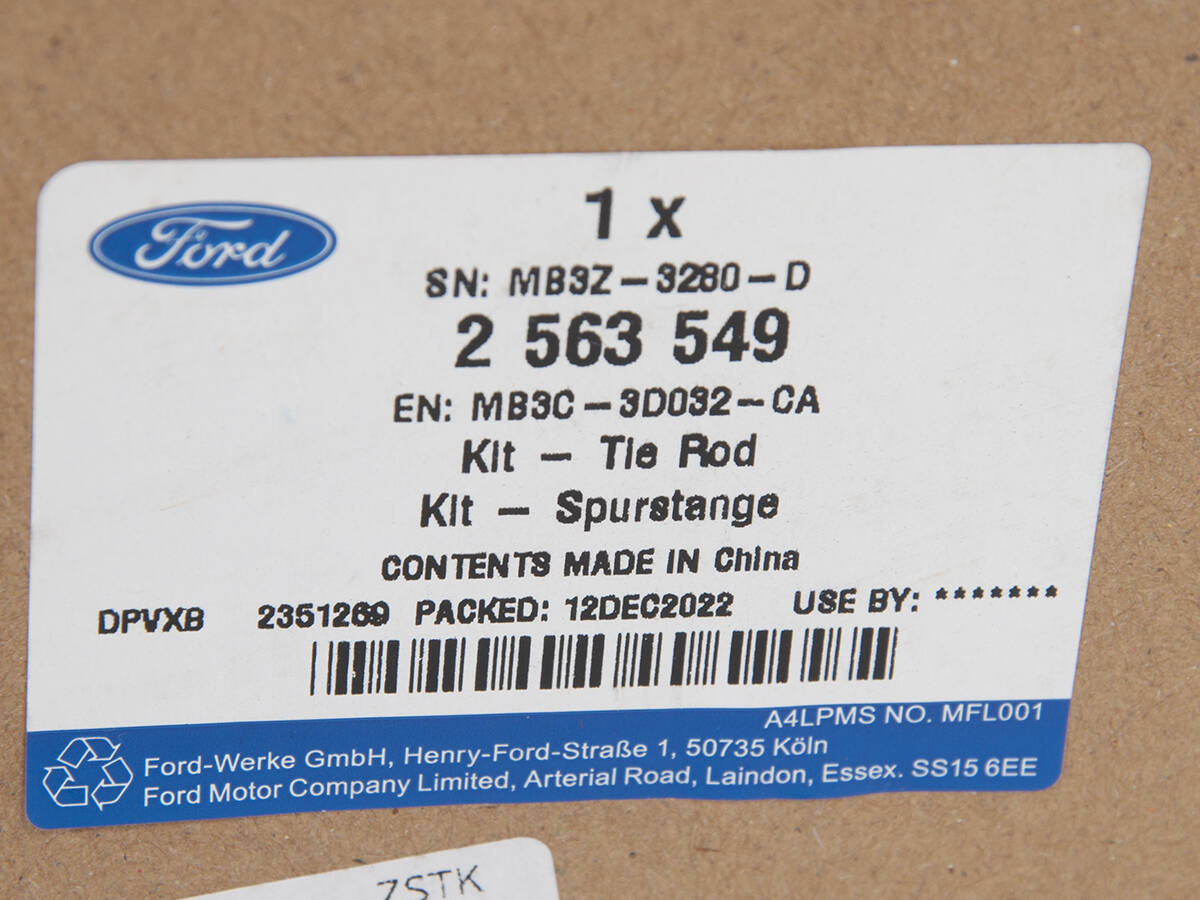 Ford
1 x
SN: MB3Z-3280-D
2 563 549
EN: MB3C-3D032-CA
Kit - Tie Rod
Kit - Spurstange
CONTENTS MADE IN China
DPVXB 2351269 PACKED: 12DEC2022 USE BY: *******
A4LPMS NO. MFL001
Ford-Werke GmbH, Henry-Ford-Straße 1, 50735 Köln
Ford Motor Company Limited, Arterial Road, Laindon, Essex. SS15 6EE
7STK